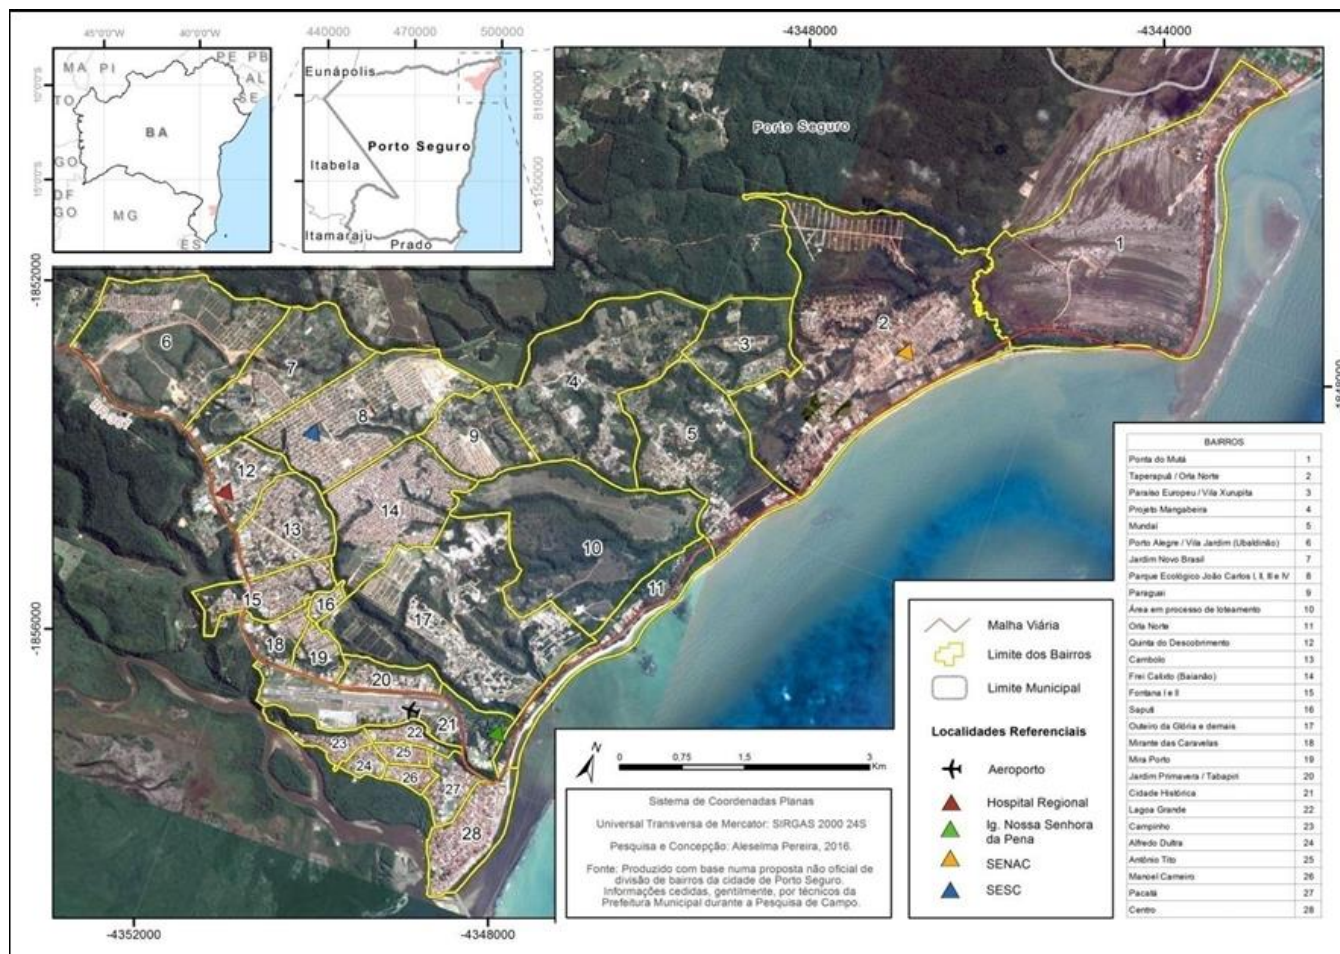 -4348000
-4344000
45°0'0"W
40°0'0"W
440000
470000
500000
MA
PI
PE
PB
AL
SE
TO
BA
GO
DF
GO
MG
ES
10°0'0"S
15°0'0"S
Eunápolis
Porto Seguro
Itabela
Itamaraju
Prado
8180000
8150000
Porto Seguro
-1852000
-1848000
-1856000
1
2
3
4
5
6
7
8
9
10
11
12
13
14
15
16
17
18
19
20
21
22
23
24
25
26
27
28
BAIRROS
Ponta do Mutá 1
Taperapuã / Orla Norte 2
Paraíso Europeu / Vila Xurupita 3
Projeto Mangabeira 4
Mundaí 5
Porto Alegre / Vila Jardim (Ubaldinão) 6
Jardim Novo Brasil 7
Parque Ecológico João Carlos I, II, III e IV 8
Paraguai 9
Área em processo de loteamento 10
Orla Norte 11
Quinta do Descobrimento 12
Cambolo 13
Frei Calixto (Baianão) 14
Fontana I e II 15
Saputi 16
Outeiro da Glória e demais 17
Mirante das Caravelas 18
Mira Porto 19
Jardim Primavera / Tabapiri 20
Cidade Histórica 21
Lagoa Grande 22
Campinho 23
Alfredo Dultra 24
Antônio Tito 25
Manoel Carneiro 26
Pacatá 27
Centro 28
Malha Viária
Limite dos Bairros
Limite Municipal
Localidades Referenciais
Aeroporto
Hospital Regional
Ig. Nossa Senhora
da Pena
SENAC
SESC
N
0 0,75 1,5 3
Km
Sistema de Coordenadas Planas
Universal Transversa de Mercator: SIRGAS 2000 24S
Pesquisa e Concepção: Aleselma Pereira, 2016.
Fonte: Produzido com base numa proposta não oficial de
divisão de bairros da cidade de Porto Seguro.
Informações cedidas, gentilmente, por técnicos da
Prefeitura Municipal durante a Pesquisa de Campo.
-4352000
-4348000